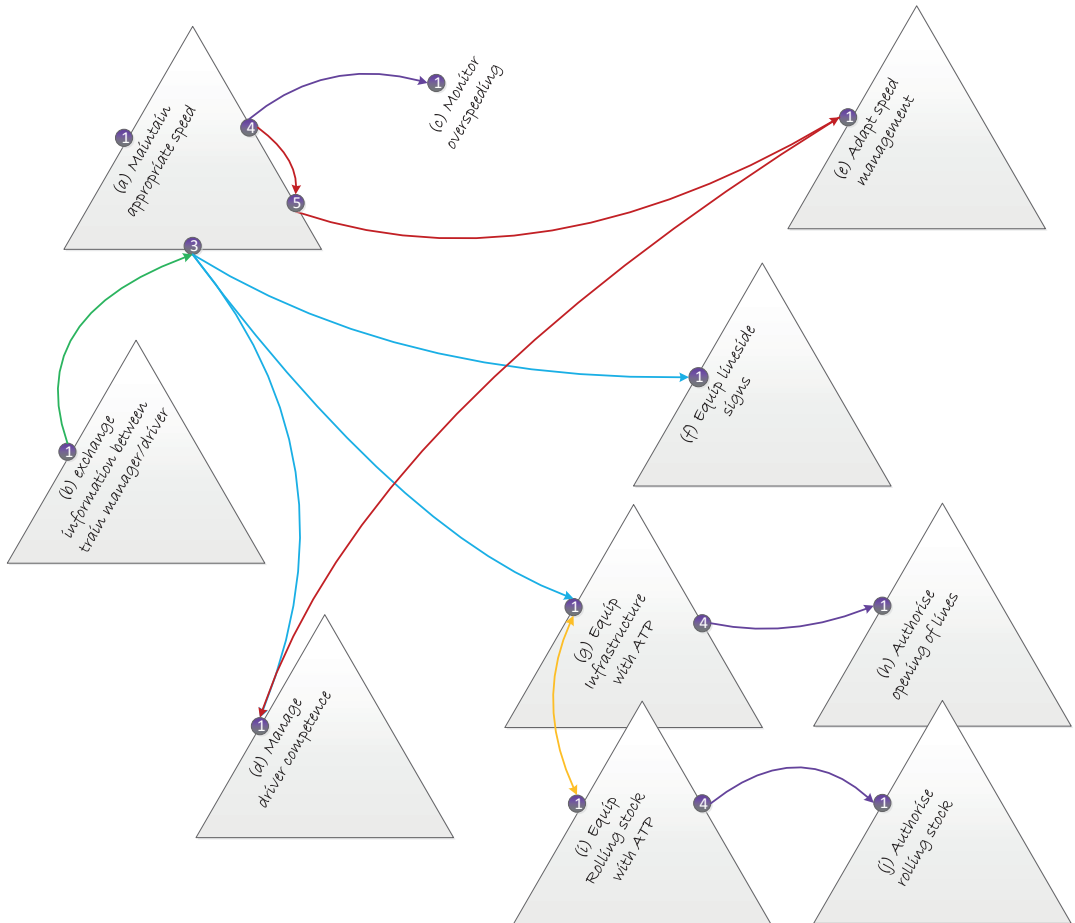 1
(a) Maintain
appropriate speed
4
5
3
1
(c) Monitor
overspeeding
1
(e) Adapt speed
management
1
(b) exchange
information between
train manager/driver
1
(f) Equip lineside
signs
1
(d) Manage
driver competence
1
(g) Equip
Infrastructure
with ATP
4
1
(h) Authorise
opening of lines
1
(i) Equip
Rolling stock
with ATP
4
1
(j) Authorise
rolling stock